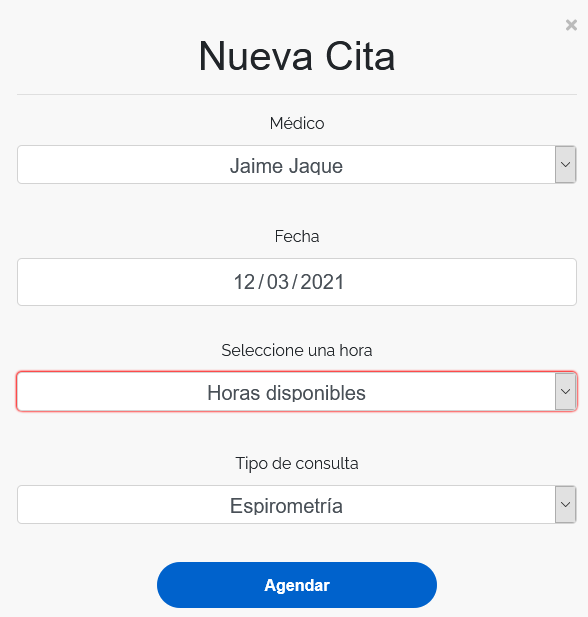 ×
Nueva Cita
Médico
Jaime Jaque
Fecha
12/03/2021
Seleccione una hora
Horas disponibles
Tipo de consulta
Espirometría
Agendar